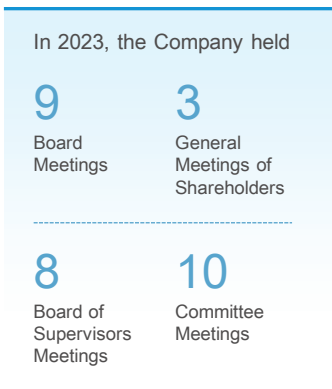 In 2023, the Company held
9
Board
Meetings
3
General
Meetings of
Shareholders
8
Board of
Supervisors
Meetings
10
Committee
Meetings